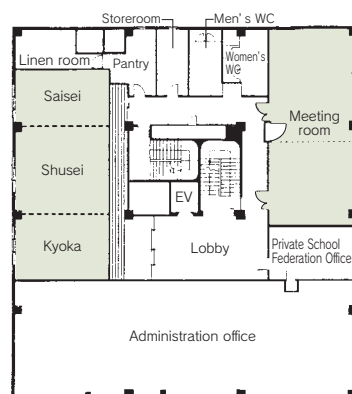 Storeroom
Men's WC
Linen room
Pantry
Women's
WC
Saisei
Meeting
room
Shusei
EV
Kyoka
Lobby
Private School
Federation Office
Administration office